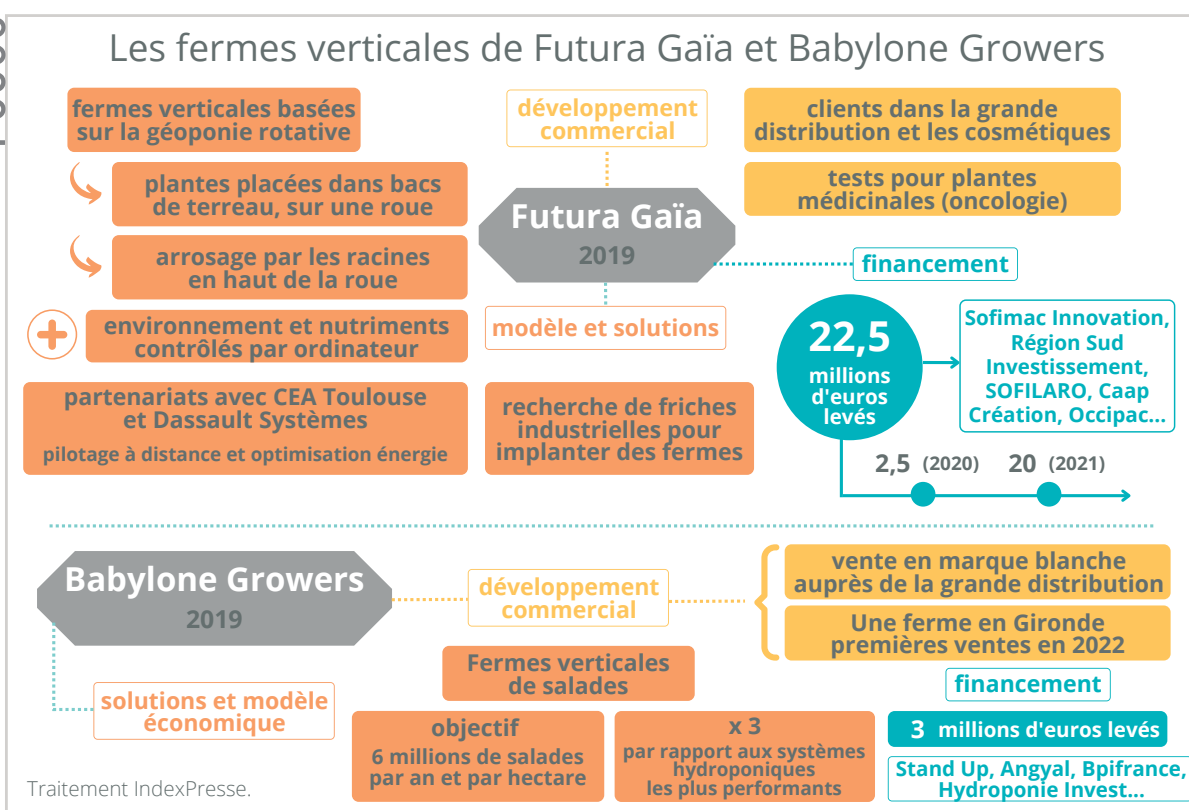 Les fermes verticales de Futura Gaïa et Babylone Growers
fermes verticales basées
sur la géoponie rotative
plantes placées dans bacs
de terreau, sur une roue
arrosage par les racines
en haut de la roue
environnement et nutriments
contrôlés par ordinateur
partenariats avec CEA Toulouse
et Dassault Systèmes
pilotage à distance et optimisation énergie
développement
commercial
Futura Gaïa
2019
modèle et solutions
recherche de friches
industrielles pour
implanter des fermes
clients dans la grande
distribution et les cosmétiques
tests pour plantes
médicinales (oncologie)
financement
22,5
millions
d'euros
levés
Sofimac Innovation,
Région Sud
Investissement,
SOFILARO, Caap
Création, Occipac...
2,5 (2020) 20 (2021)
Babylone Growers
2019
développement
commercial
vente en marque blanche
auprès de la grande distribution
Une ferme en Gironde
premières ventes en 2022
solutions et modèle
économique
Fermes verticales
de salades
objectif
6 millions de salades
par an et par hectare
x 3
par rapport aux systèmes
hydroponiques
les plus performants
financement
3 millions d'euros levés
Stand Up, Angyal, Bpifrance,
Hydroponie Invest...
Traitement IndexPresse.